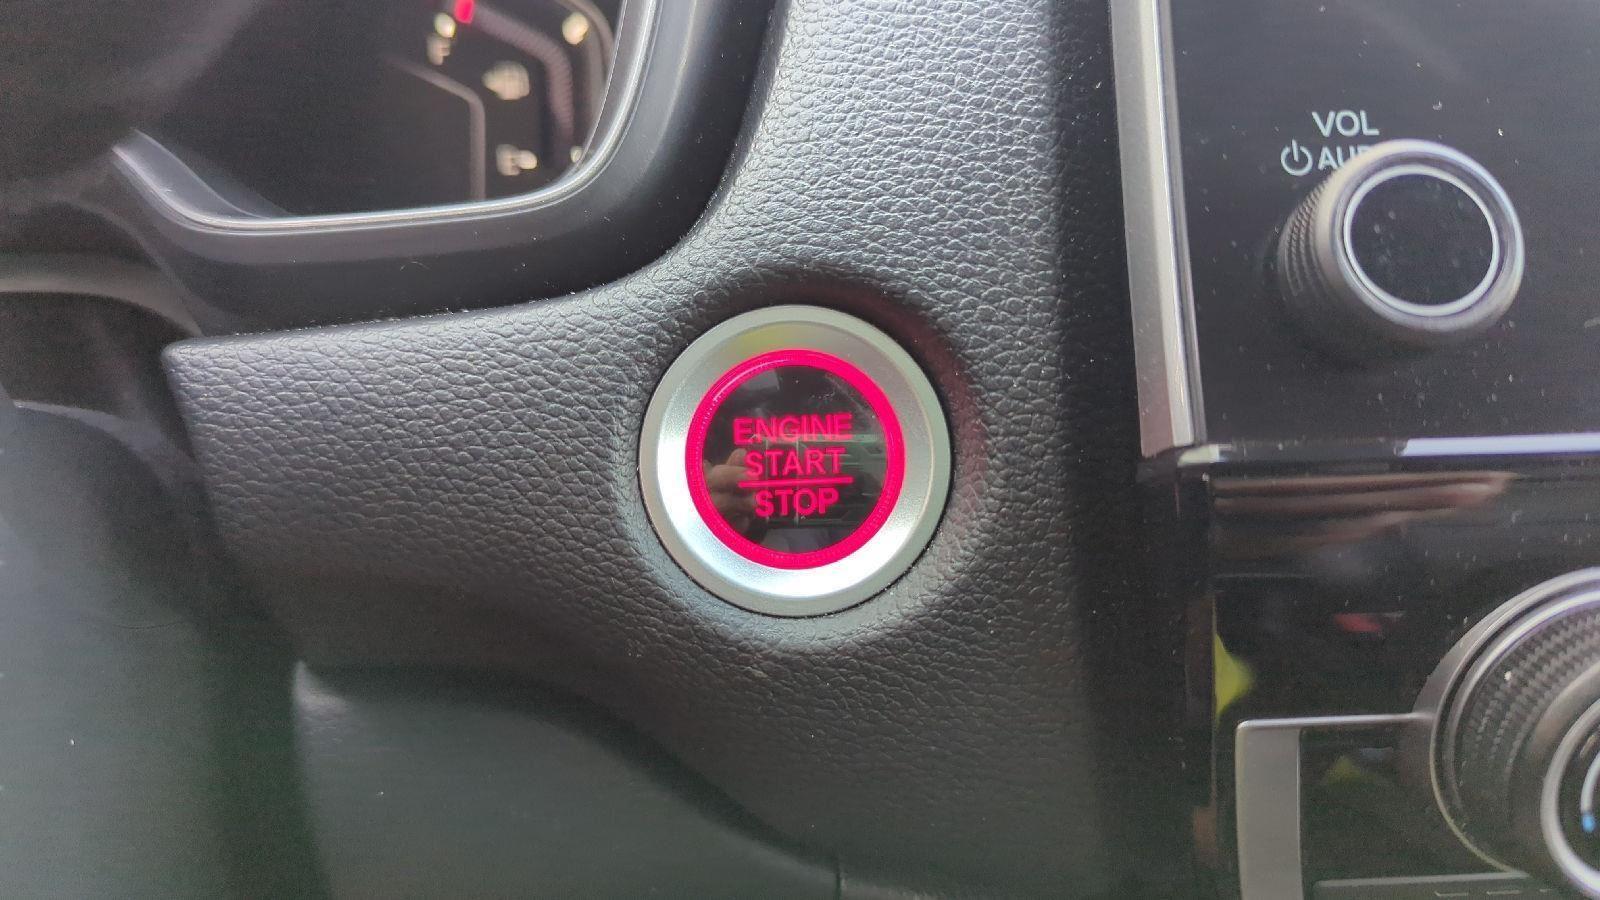 F
VOL
ENGINE
START
STOP